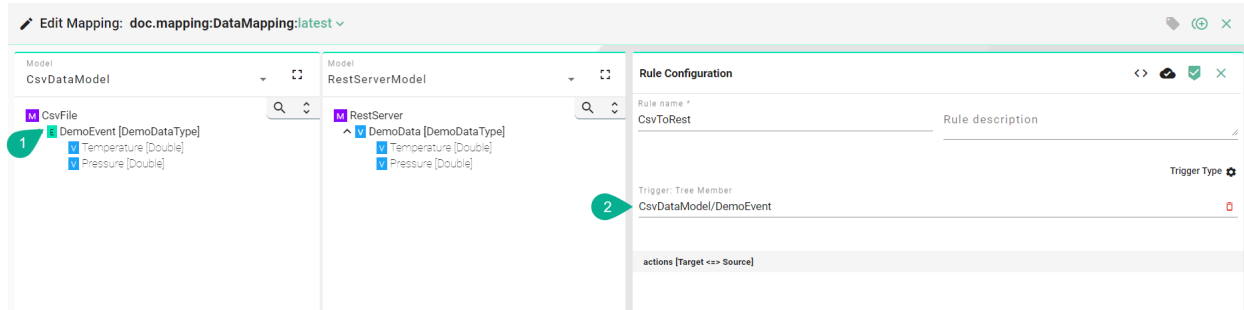 Edit Mapping: doc.mapping:DataMapping:latest
Model
CsvDataModel
M CsvFile
1
E DemoEvent [DemoDataType]
V Temperature [Double]
V Pressure [Double]
Model
RestServerModel
M RestServer
V DemoData [DemoDataType]
V Temperature [Double]
V Pressure [Double]
Rule Configuration
Rule name *
CsvToRest
Rule description
Trigger Type
Trigger: Tree Member
2
CsvDataModel/DemoEvent
actions [Target <=> Source]